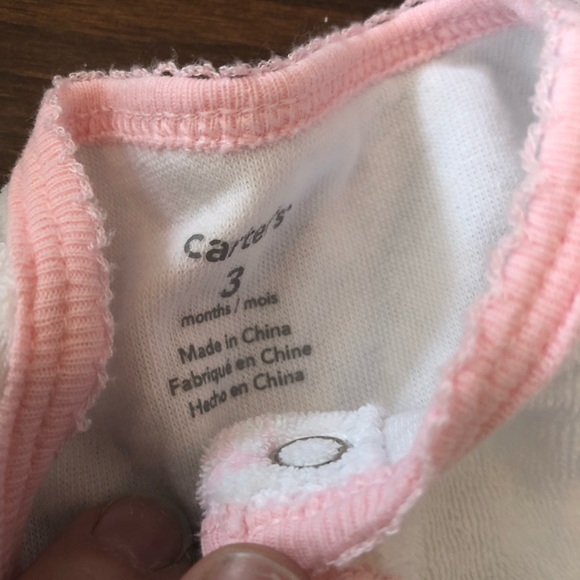 carter's
3
months / mois
Made in China
Fabriqué en Chine
Hecho en China